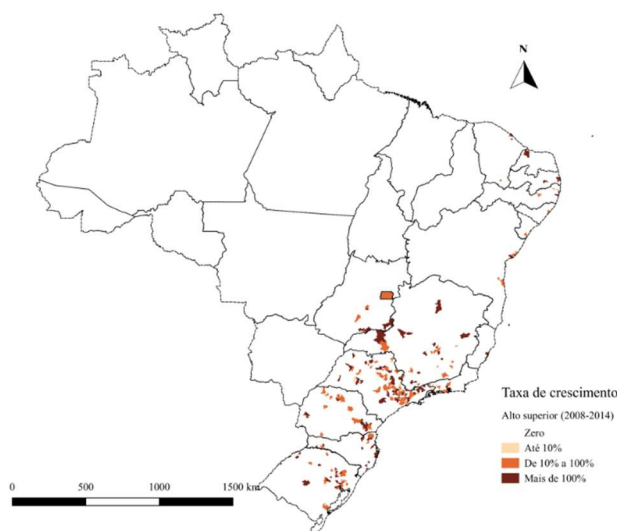 N
Taxa de crescimento
Alto superior (2008-2014)
Zero
Até 10%
De 10% a 100%
Mais de 100%
0 500 1000 1500 km